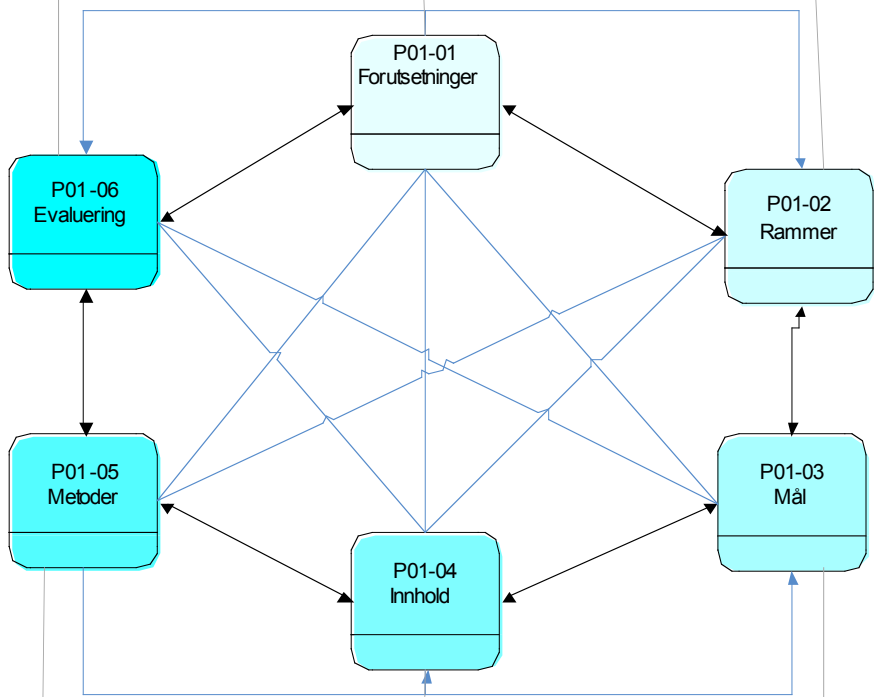 P01-01
Forutsetninger
P01-06
Evaluering
P01-02
Rammer
P01-05
Metoder
P01-03
Mål
P01-04
Innhold